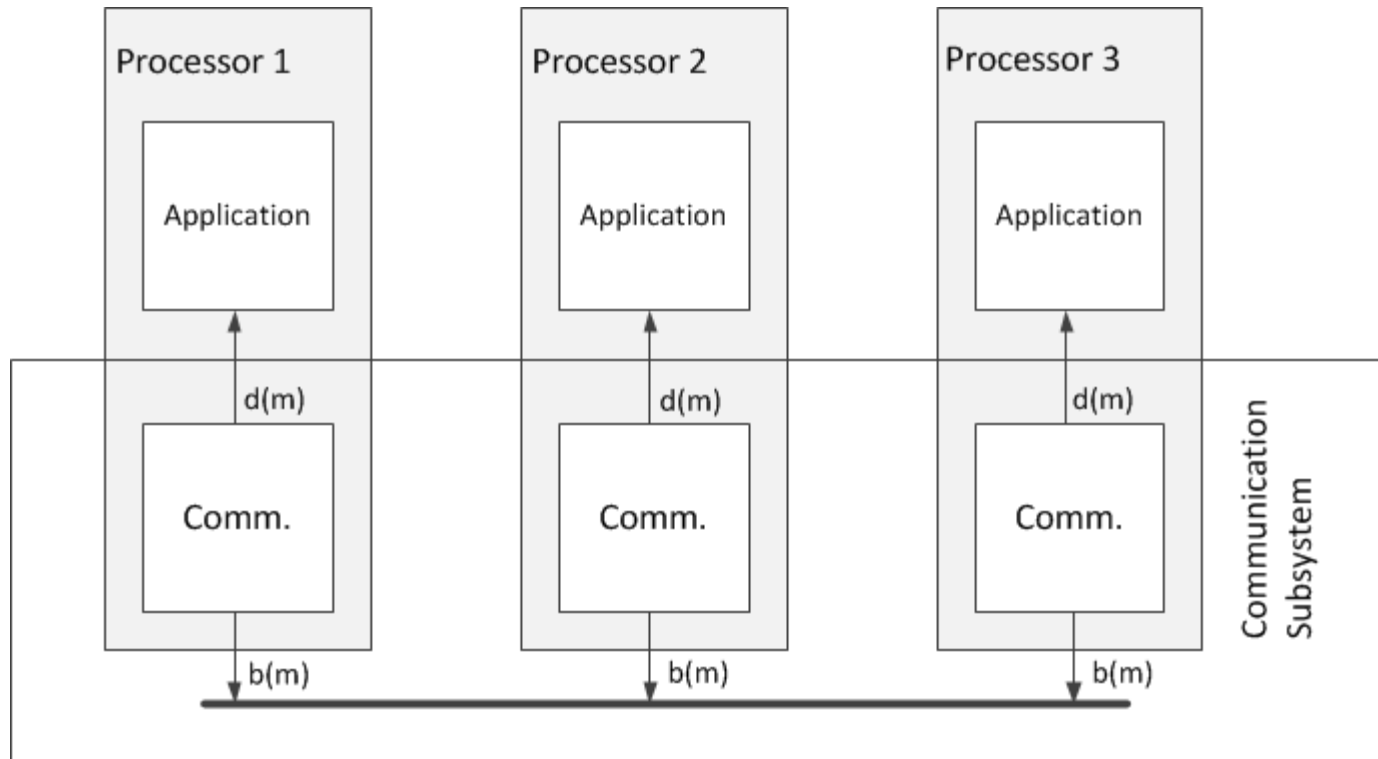 Processor 1
Processor 2
Processor 3
Application
Application
Application
d(m)
d(m)
d(m)
Comm.
Comm.
Comm.
Communication
Subsystem
b(m)
b(m)
b(m)